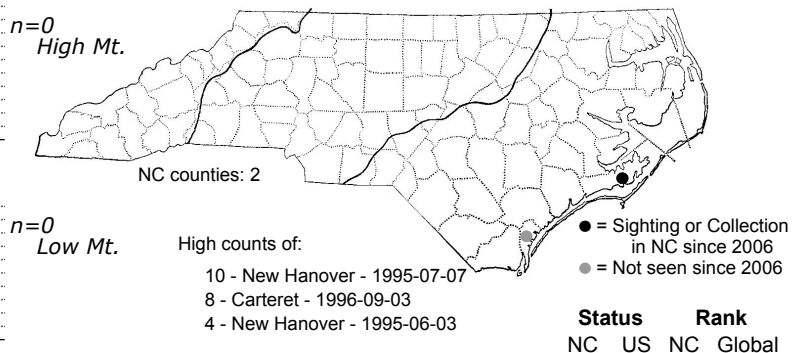 n=0
High Mt.
NC counties: 2
n=0
Low Mt.
High counts of:
10 - New Hanover - 1995-07-07
8 - Carteret - 1996-09-03
4 - New Hanover - 1995-06-03
= Sighting or Collection
in NC since 2006
= Not seen since 2006
Status Rank
NC US NC Global